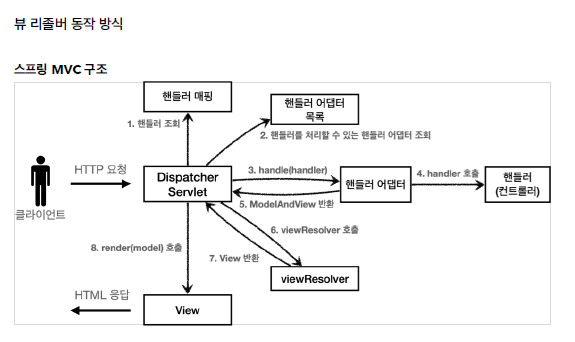 뷰 리졸버 동작 방식
스프링 MVC 구조
핸들러 매핑
핸들러 어댑터
목록
1. 핸들러 조회
2. 핸들러를 처리할 수 있는 핸들러 어댑터 조회
HTTP 요청
Dispatcher
Servlet
3. handle(handler)
핸들러 어댑터
4. handler 호출
핸들러
(컨트롤러)
클라이언트
5. ModelAndView 반환
6. viewResolver 호출
7. View 반환
8. render(model) 호출
viewResolver
HTML 응답
View